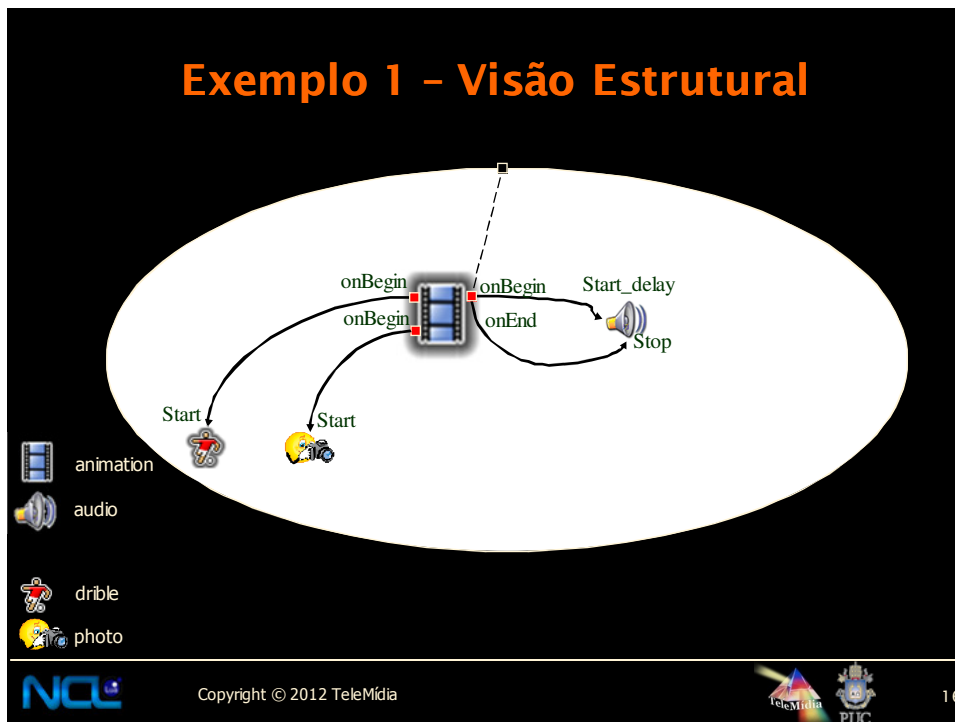 Exemplo 1 – Visão Estrutural
onBegin
onBegin
Start_delay
onBegin
onEnd
Stop
Start
Start
animation
audio
drible
photo
NCL
Copyright © 2012 TeleMídia
TeleMídia
PUC
16